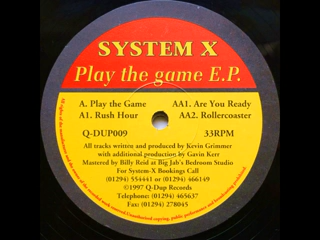 SYSTEM X
Play the game E.P.
A. Play the Game
AA1. Are You Ready
A1. Rush Hour
AA2. Rollercoaster
Q-DUP009
33RPM
All tracks written and produced by Kevin Grimmer
with additional production by Gavin Kerr
Mastered by Billy Reid at Big Jah's Bedroom Studio
For System-X Bookings Call
(01294) 554441 or (01294) 466149
©1997 Q-Dup Records
Telephone: (01294) 465637
Fax: (01294) 278045